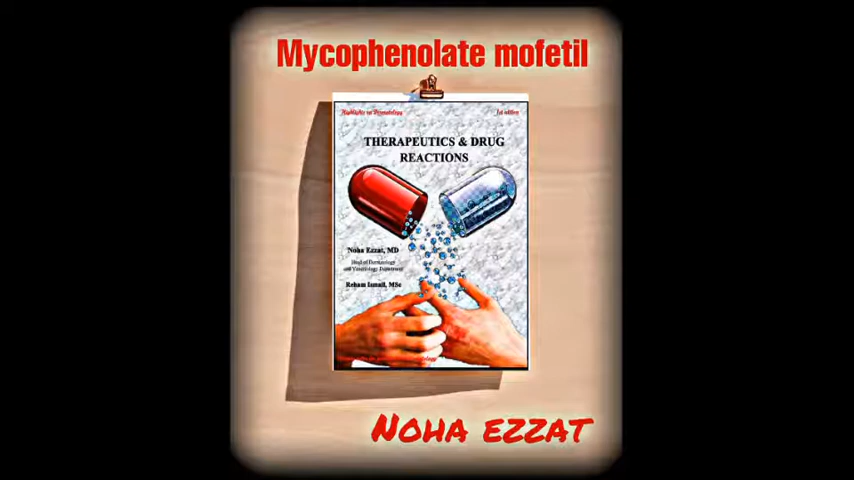 Mycophenolate mofetil
Highlights in Dermatology
1st edition
THERAPEUTICS & DRUG
REACTIONS
Noha Ezzat, MD
Head of Dermatology
and Venereology Department
Reham Ismail, MSc
NOHA EZZAT